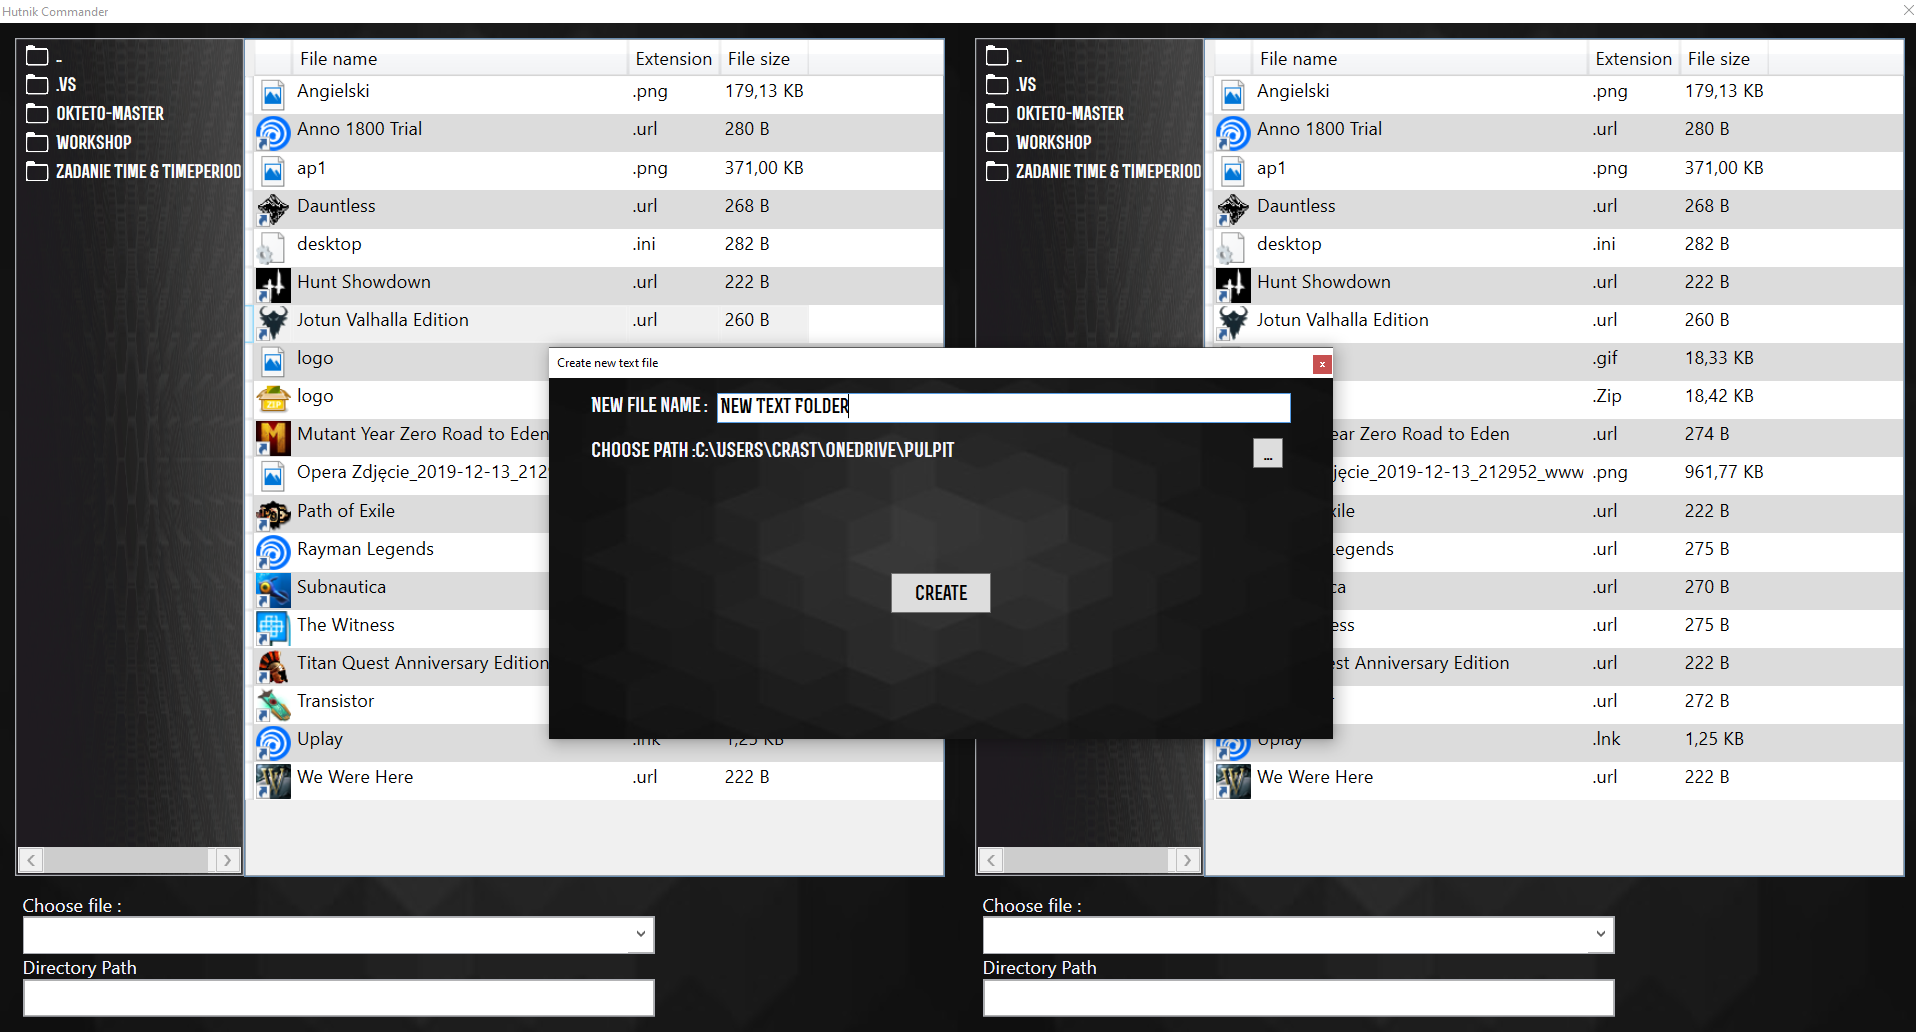 Hutnik Commander
..
.VS
OKTETO-MASTER
WORKSHOP
ZADANIE TIME & TIMEPERIOD
File name Extension File size
Angielski .png 179,13 KB
Anno 1800 Trial .url 280 B
ap1 .png 371,00 KB
Dauntless .url 268 B
desktop .ini 282 B
Hunt Showdown .url 222 B
Jotun Valhalla Edition .url 260 B
logo
logo
Mutant Year Zero Road to Eden
Opera Zdjęcie_2019-12-13_2129
Path of Exile
Rayman Legends
Subnautica
The Witness
Titan Quest Anniversary Edition
Transistor
Uplay .lnk 1,25 KB
We Were Here .url 222 B
Choose file :
Directory Path
Create new text file
x
NEW FILE NAME : NEW TEXT FOLDER
CHOOSE PATH :C:\USERS\CRAST\ONEDRIVE\PULPIT
...
CREATE
..
.VS
OKTETO-MASTER
WORKSHOP
ZADANIE TIME & TIMEPERIOD
File name Extension File size
Angielski .png 179,13 KB
Anno 1800 Trial .url 280 B
ap1 .png 371,00 KB
Dauntless .url 268 B
desktop .ini 282 B
Hunt Showdown .url 222 B
Jotun Valhalla Edition .url 260 B
.gif 18,33 KB
.Zip 18,42 KB
ear Zero Road to Eden .url 274 B
jęcie_2019-12-13_212952_www .png 961,77 KB
xile .url 222 B
Legends .url 275 B
ca .url 270 B
ess .url 275 B
st Anniversary Edition .url 222 B
.url 272 B
Uplay .lnk 1,25 KB
We Were Here .url 222 B
Choose file :
Directory Path